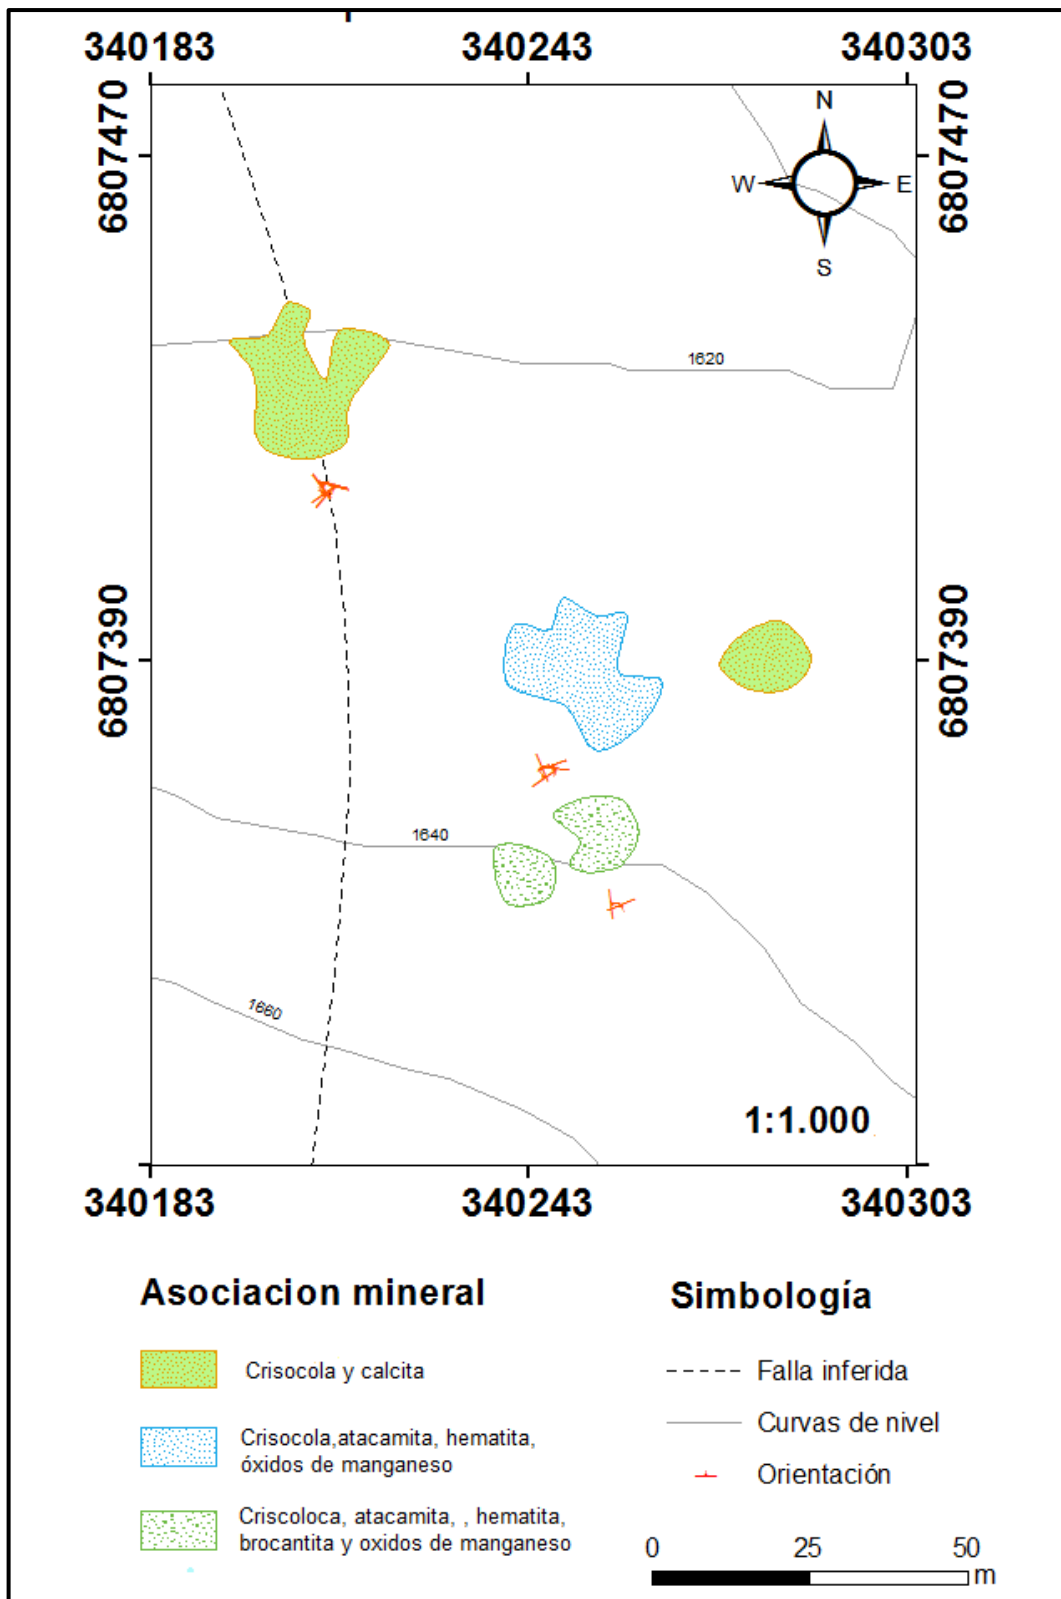 340183 340243 340303
6807470
6807470
N
W E
S
1620
6807390
6807390
1640
1660
1:1.000
340183 340243 340303
Asociacion mineral
Crisocola y calcita
Crisocola,atacamita, hematita,
óxidos de manganeso
Criscoloca, atacamita, , hematita,
brocantita y oxidos de manganeso
Simbología
Falla inferida
Curvas de nivel
Orientación
0 25 50
m